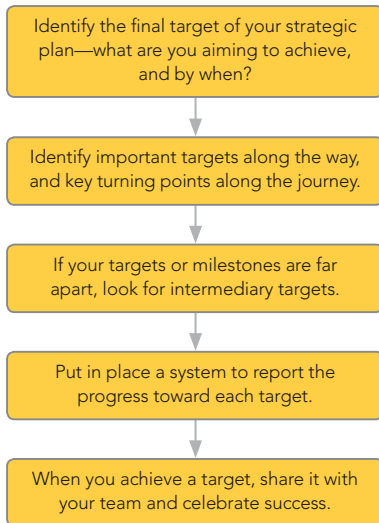 Identify the final target of your strategic
plan—what are you aiming to achieve,
and by when?
Identify important targets along the way,
and key turning points along the journey.
If your targets or milestones are far
apart, look for intermediary targets.
Put in place a system to report the
progress toward each target.
When you achieve a target, share it with
your team and celebrate success.